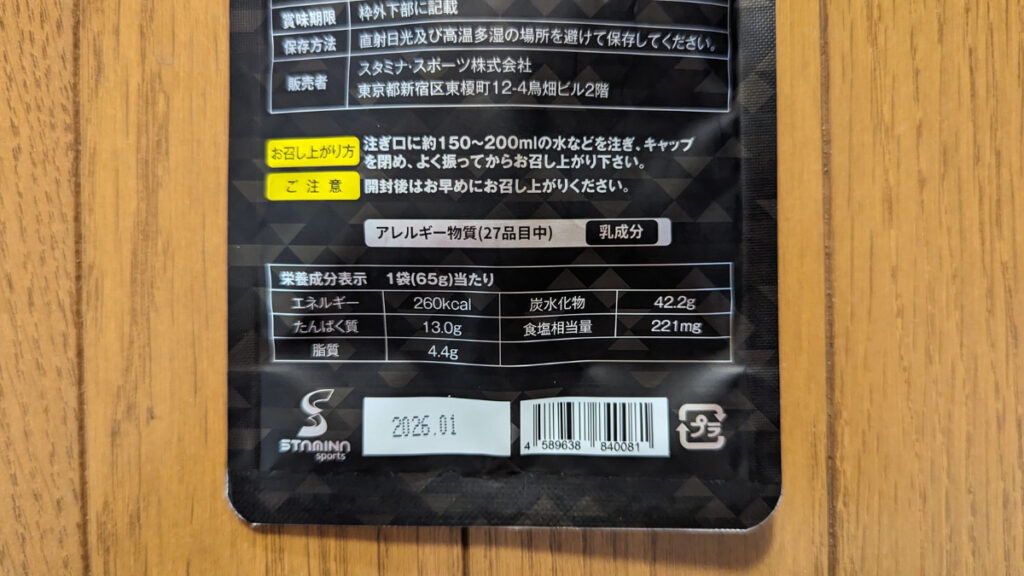 賞味期限 枠外下部に記載
保存方法 直射日光及び高温多湿の場所を避けて保存してください。
販売者 スタミナ・スポーツ株式会社
東京都新宿区東榎町12-4鳥畑ビル2階
お召し上がり方 注ぎ口に約150〜200mlの水などを注ぎ、キャップ
を閉め、よく振ってからお召し上がり下さい。
ご注意 開封後はお早めにお召し上がりください。
アレルギー物質(27品目中) 乳成分
栄養成分表示 1袋(65g)当たり
エネルギー 260kcal 炭水化物 42.2g
たんぱく質 13.0g 食塩相当量 221mg
脂質 4.4g
STAMINA
sports
2026.01
4 589638 840081
プラ